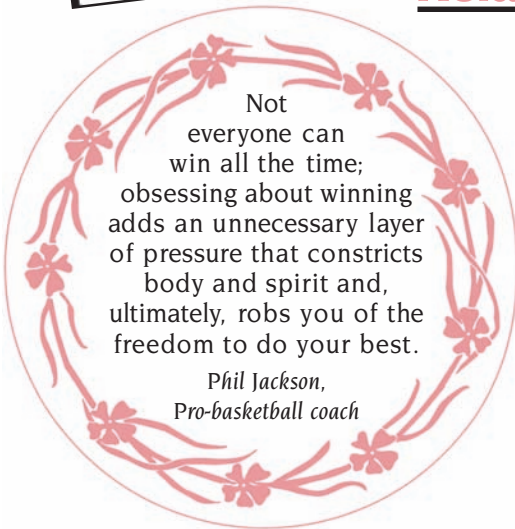 Not
everyone can
win all the time;
obsessing about winning
adds an unnecessary layer
of pressure that constricts
body and spirit and,
ultimately, robs you of the
freedom to do your best.
Phil Jackson,
Pro-basketball coach